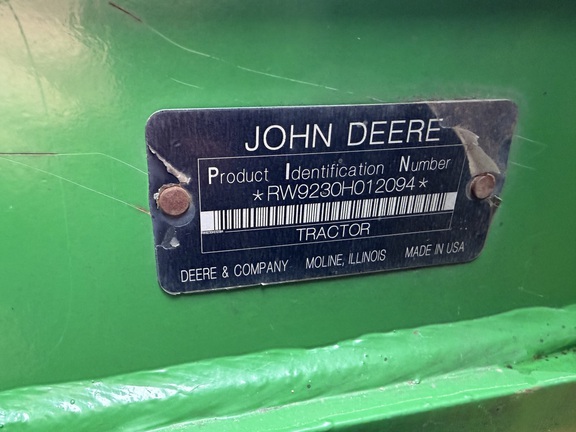 JOHN DEERE
Product Identification Number
*RW9230H012094*
TRACTOR
DEERE & COMPANY MOLINE, ILLINOIS MADE IN USA